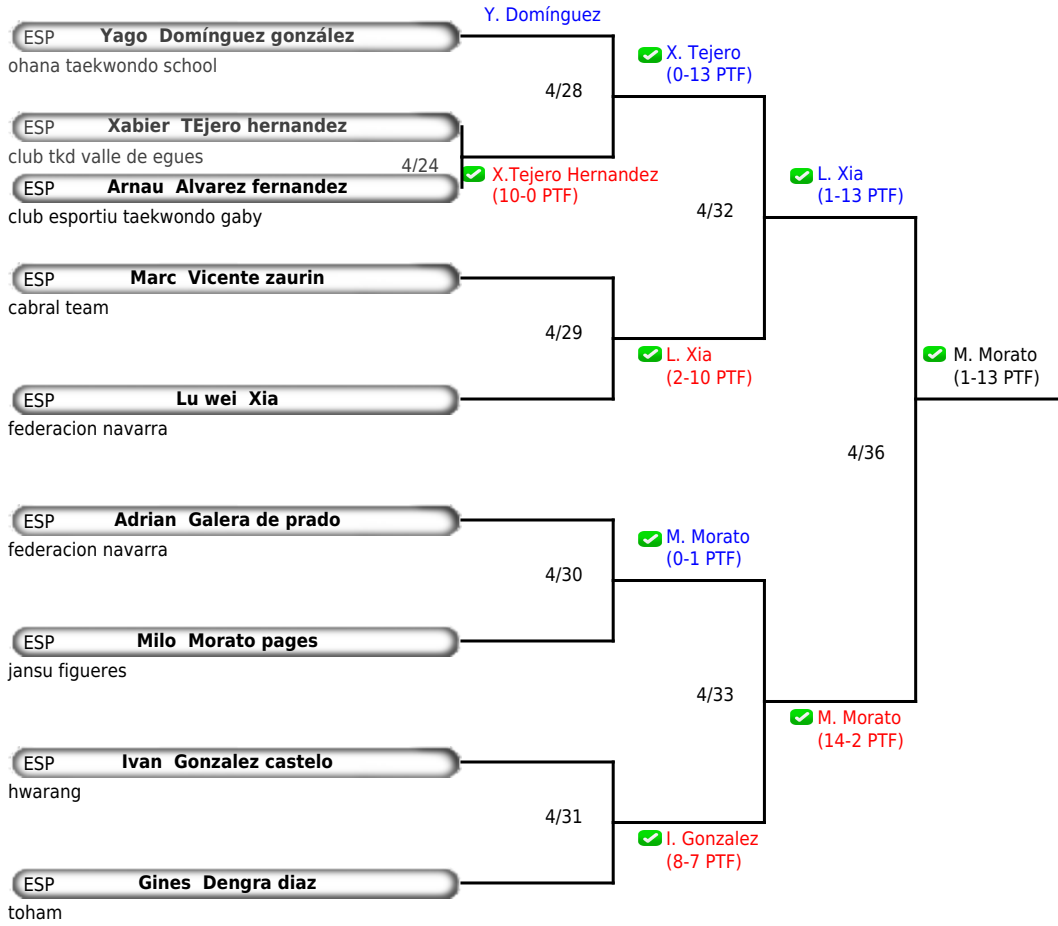 Y. Domínguez
ESP Yago Domínguez gonzález
ohana taekwondo school
X. Tejero
(0-13 PTF)
4/28
ESP Xabier TEjero hernandez
club tkd valle de egues
4/24
X.Tejero Hernandez
(10-0 PTF)
ESP Arnau Alvarez fernandez
club esportiu taekwondo gaby
L. Xia
(1-13 PTF)
4/32
ESP Marc Vicente zaurin
cabral team
4/29
L. Xia
(2-10 PTF)
M. Morato
(1-13 PTF)
ESP Lu wei Xia
federacion navarra
4/36
ESP Adrian Galera de prado
federacion navarra
M. Morato
(0-1 PTF)
4/30
ESP Milo Morato pages
jansu figueres
4/33
M. Morato
(14-2 PTF)
ESP Ivan Gonzalez castelo
hwarang
4/31
I. Gonzalez
(8-7 PTF)
ESP Gines Dengra diaz
toham